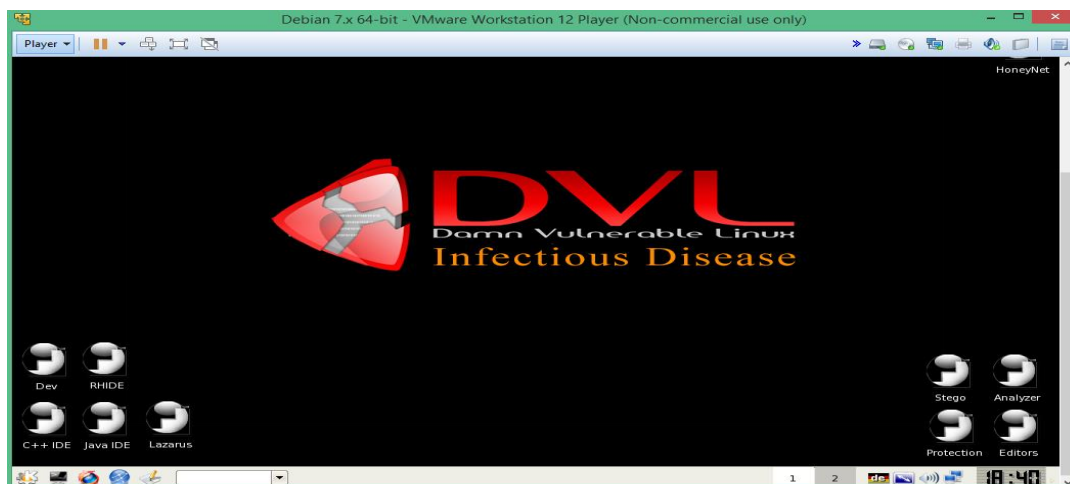 Debian 7.x 64-bit - VMware Workstation 12 Player (Non-commercial use only)
Player
HoneyNet
DVL
Damn Vulnerable Linux
Infectious Disease
Dev RHIDE
Stego Analyzer
C++ IDE Java IDE Lazarus
Protection Editors
1 2 de 18:40